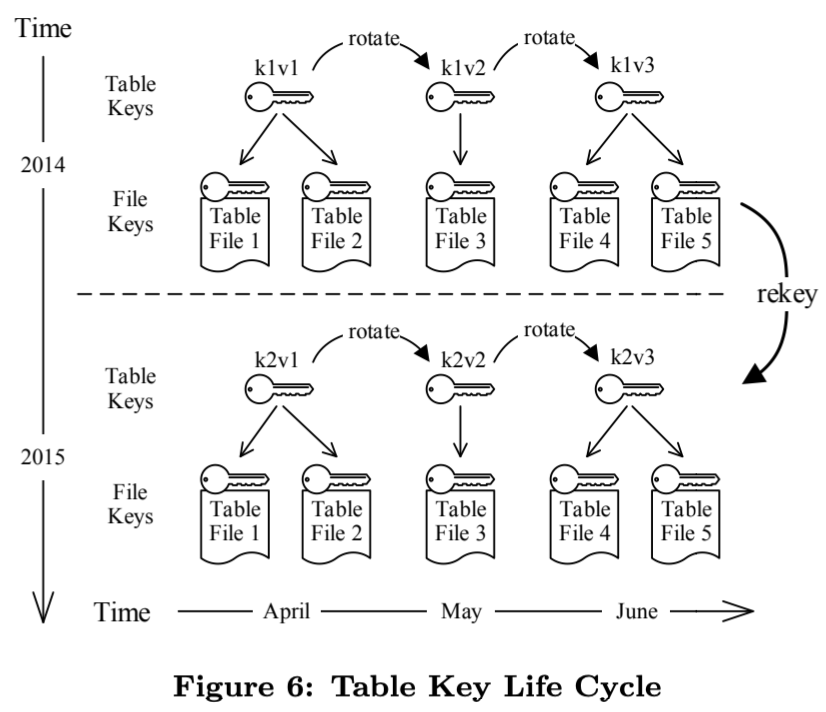 Time
rotate
rotate
k1v1
k1v2
k1v3
Table
Keys
2014
File
Keys
Table
File 1
Table
File 2
Table
File 3
Table
File 4
Table
File 5
rekey
rotate
rotate
k2v1
k2v2
k2v3
Table
Keys
2015
File
Keys
Table
File 1
Table
File 2
Table
File 3
Table
File 4
Table
File 5
Time
April
May
June
Figure 6: Table Key Life Cycle